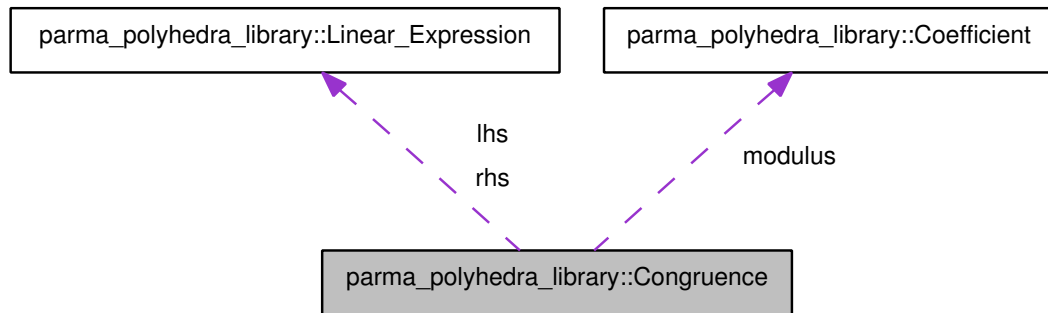 parma_polyhedra_library::Linear_Expression
parma_polyhedra_library::Coefficient
lhs
rhs
modulus
parma_polyhedra_library::Congruence